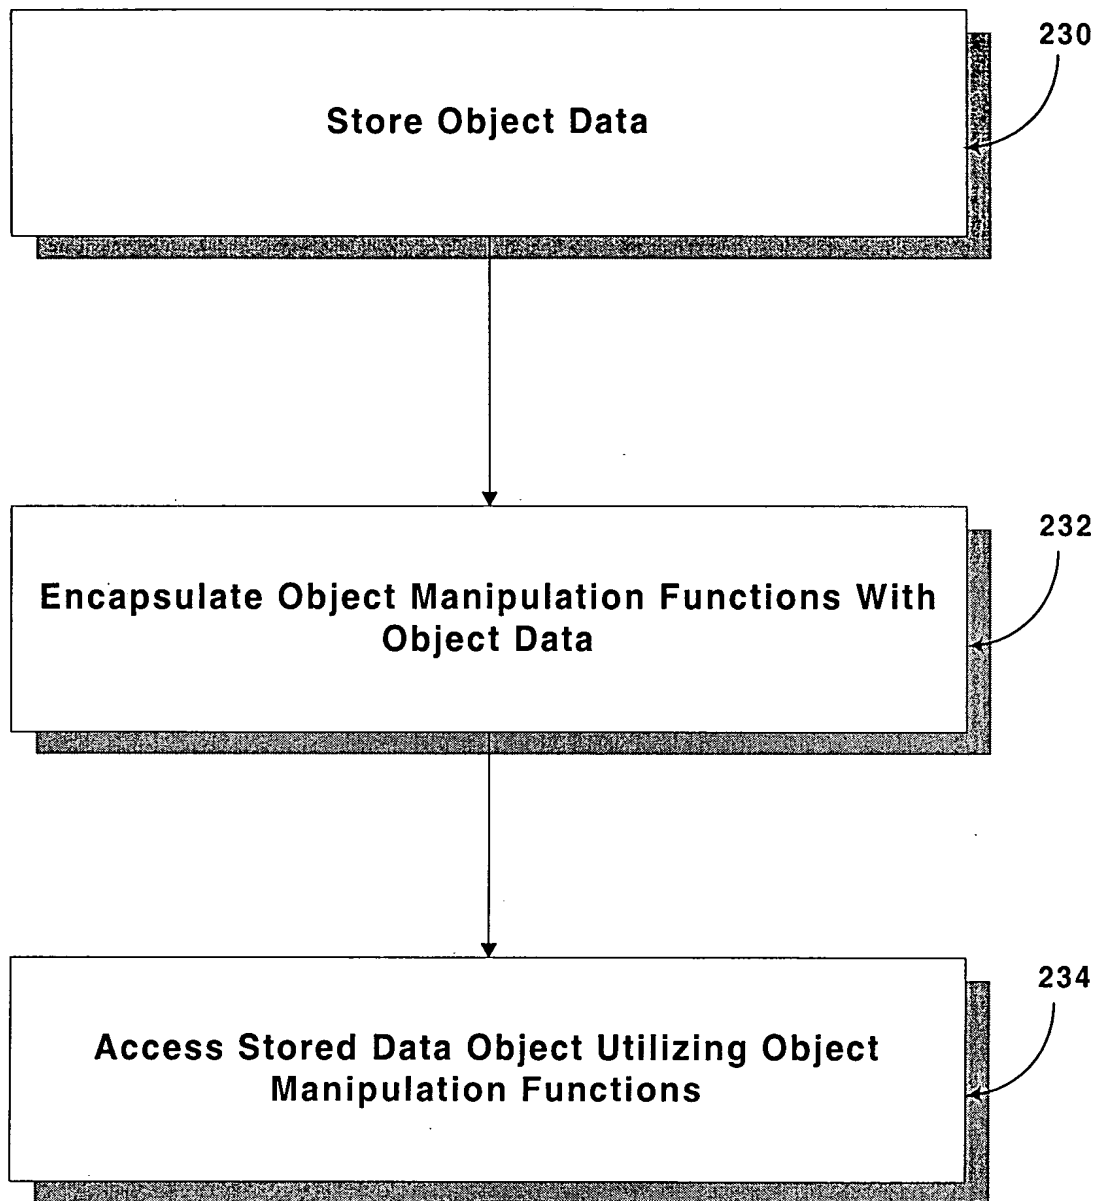 230
Store Object Data
232
Encapsulate Object Manipulation Functions With
Object Data
234
Access Stored Data Object Utilizing Object
Manipulation Functions